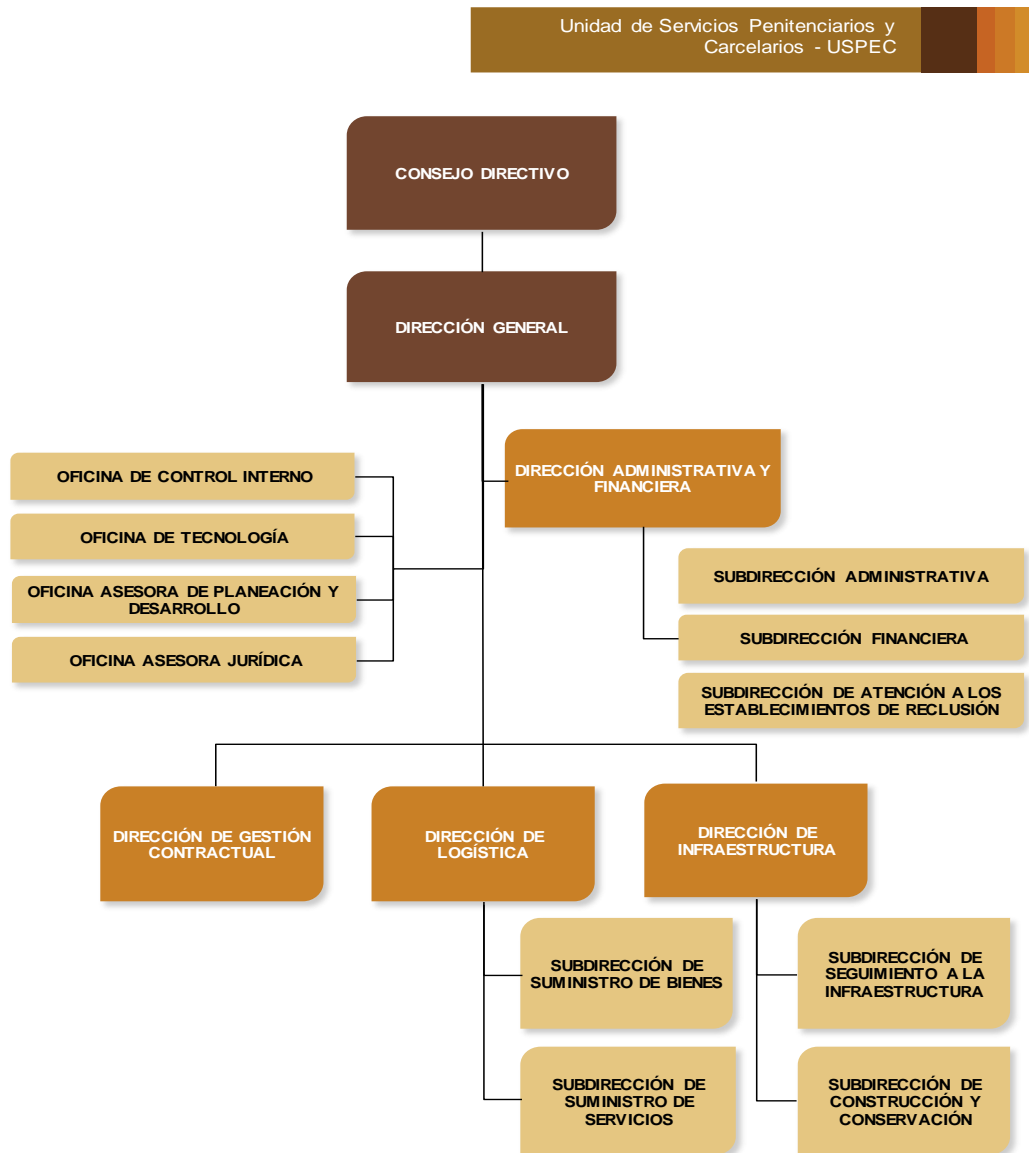 Unidad de Servicios Penitenciarios y
Carcelarios - USPEC
CONSEJO DIRECTIVO
DIRECCIÓN GENERAL
OFICINA DE CONTROL INTERNO
OFICINA DE TECNOLOGÍA
OFICINA ASESORA DE PLANEACIÓN Y
DESARROLLO
OFICINA ASESORA JURÍDICA
DIRECCIÓN ADMINISTRATIVA Y
FINANCIERA
SUBDIRECCIÓN ADMINISTRATIVA
SUBDIRECCIÓN FINANCIERA
SUBDIRECCIÓN DE ATENCIÓN A LOS
ESTABLECIMIENTOS DE RECLUSIÓN
DIRECCIÓN DE GESTIÓN
CONTRACTUAL
DIRECCIÓN DE
LOGÍSTICA
DIRECCIÓN DE
INFRAESTRUCTURA
SUBDIRECCIÓN DE
SUMINISTRO DE BIENES
SUBDIRECCIÓN DE
SUMINISTRO DE
SERVICIOS
SUBDIRECCIÓN DE
SEGUIMIENTO A LA
INFRAESTRUCTURA
SUBDIRECCIÓN DE
CONSTRUCCIÓN Y
CONSERVACIÓN